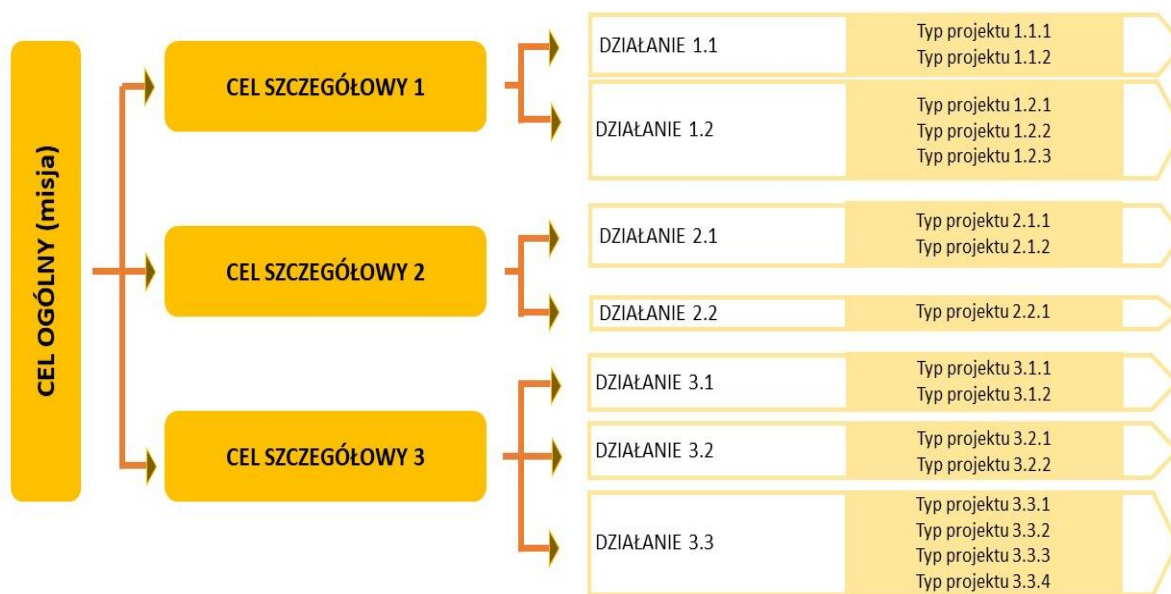 CEL OGÓLNY (misja)
CEL SZCZEGÓŁOWY 1
DZIAŁANIE 1.1
Typ projektu 1.1.1
Typ projektu 1.1.2
DZIAŁANIE 1.2
Typ projektu 1.2.1
Typ projektu 1.2.2
Typ projektu 1.2.3
CEL SZCZEGÓŁOWY 2
DZIAŁANIE 2.1
Typ projektu 2.1.1
Typ projektu 2.1.2
DZIAŁANIE 2.2
Typ projektu 2.2.1
CEL SZCZEGÓŁOWY 3
DZIAŁANIE 3.1
Typ projektu 3.1.1
Typ projektu 3.1.2
DZIAŁANIE 3.2
Typ projektu 3.2.1
Typ projektu 3.2.2
DZIAŁANIE 3.3
Typ projektu 3.3.1
Typ projektu 3.3.2
Typ projektu 3.3.3
Typ projektu 3.3.4